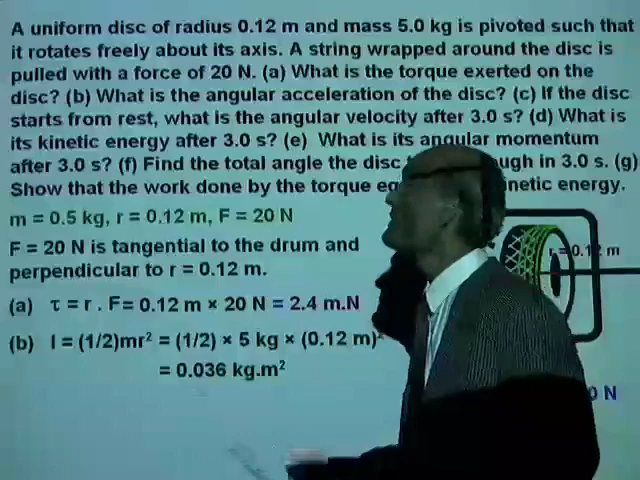 A uniform disc of radius 0.12 m and mass 5.0 kg is pivoted such that
it rotates freely about its axis. A string wrapped around the disc is
pulled with a force of 20 N. (a) What is the torque exerted on the
disc? (b) What is the angular acceleration of the disc? (c) If the disc
starts from rest, what is the angular velocity after 3.0 s? (d) What is
its kinetic energy after 3.0 s? (e) What is its angular momentum
after 3.0 s? (f) Find the total angle the disc in 3.0 s. (g)
Show that the work done by the torque energy.
m = 0.5 kg, r = 0.12 m, F = 20 N
F = 20 N is tangential to the drum and
perpendicular to r = 0.12 m.
r = 0.12 m
(a) τ = r . F= 0.12 m × 20 N = 2.4 m.N
(b) I = (1/2)mr² = (1/2) × 5 kg × (0.12 m)²
= 0.036 kg.m²
N